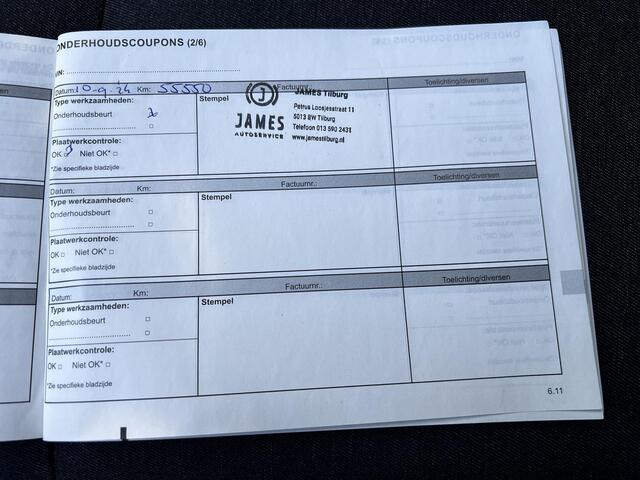 ONDERHOUDSCOUPONS (2/6)
VIN:
Datum: 10-9-'24 Km: 55550 Factuurnr.: Toelichting/diversen
Type werkzaamheden: Stempel
Onderhoudsbeurt
Plaatwerkcontrole:
OK Niet OK*
*Zie specifieke bladzijde
JAMES
AUTOSERVICE
JAMES Tilburg
Petrus Loosjesstraat 11
5013 BW Tilburg
Telefoon 013 590 2431
www.jamestilburg.nl
Datum: Km: Factuurnr.: Toelichting/diversen
Type werkzaamheden: Stempel
Onderhoudsbeurt
Plaatwerkcontrole:
OK Niet OK*
*Zie specifieke bladzijde
Datum: Km: Factuurnr.: Toelichting/diversen
Type werkzaamheden: Stempel
Onderhoudsbeurt
Plaatwerkcontrole:
OK Niet OK*
*Zie specifieke bladzijde
6.11